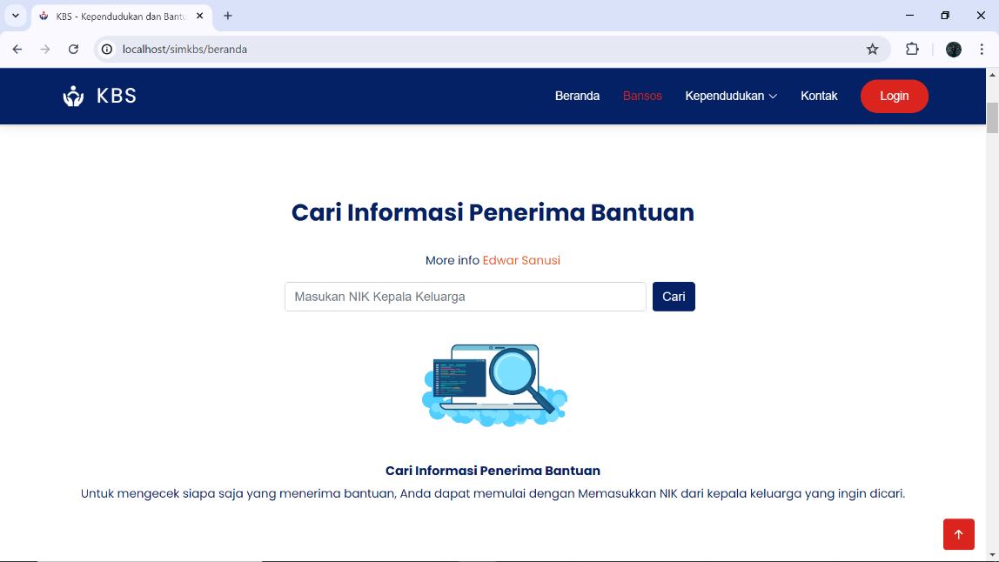 KBS - Kependudukan dan Bantu
localhost/simkbs/beranda
KBS
Beranda
Bansos
Kependudukan
Kontak
Login
Cari Informasi Penerima Bantuan
More info Edwar Sanusi
Masukan NIK Kepala Keluarga
Cari
Cari Informasi Penerima Bantuan
Untuk mengecek siapa saja yang menerima bantuan, Anda dapat memulai dengan Memasukkan NIK dari kepala keluarga yang ingin dicari.